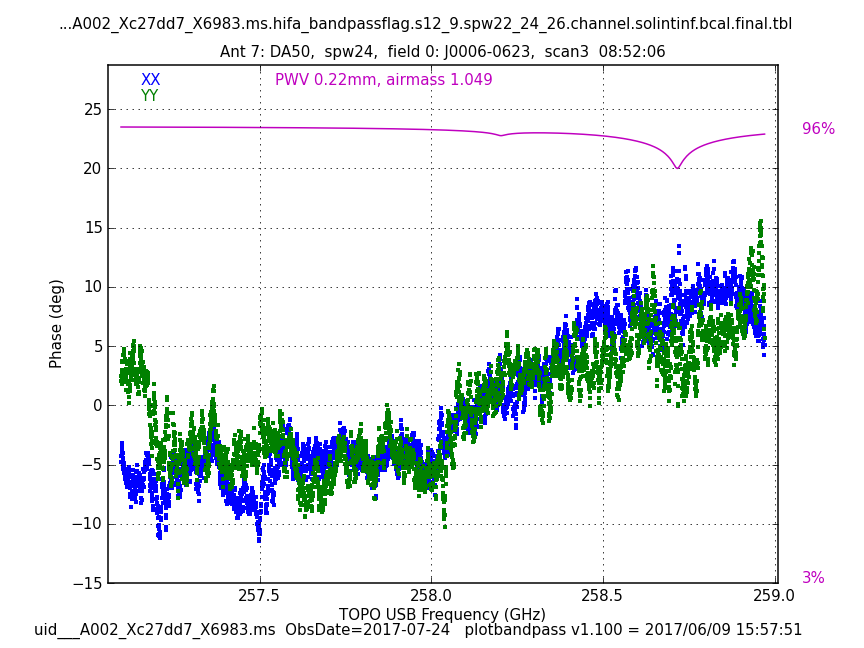 ...A002_Xc27dd7_X6983.ms.hifa_bandpassflag.s12_9.spw22_24_26.channel.solintinf.bcal.final.tbl
Ant 7: DA50,  spw24,  field 0: J0006-0623,  scan3  08:52:06
XX
YY
PWV 0.22mm, airmass 1.049
96%
3%
25
20
15
10
5
0
−5
−10
−15
Phase (deg)
257.5
258.0
258.5
259.0
TOPO USB Frequency (GHz)
uid___A002_Xc27dd7_X6983.ms  ObsDate=2017-07-24   plotbandpass v1.100 = 2017/06/09 15:57:51